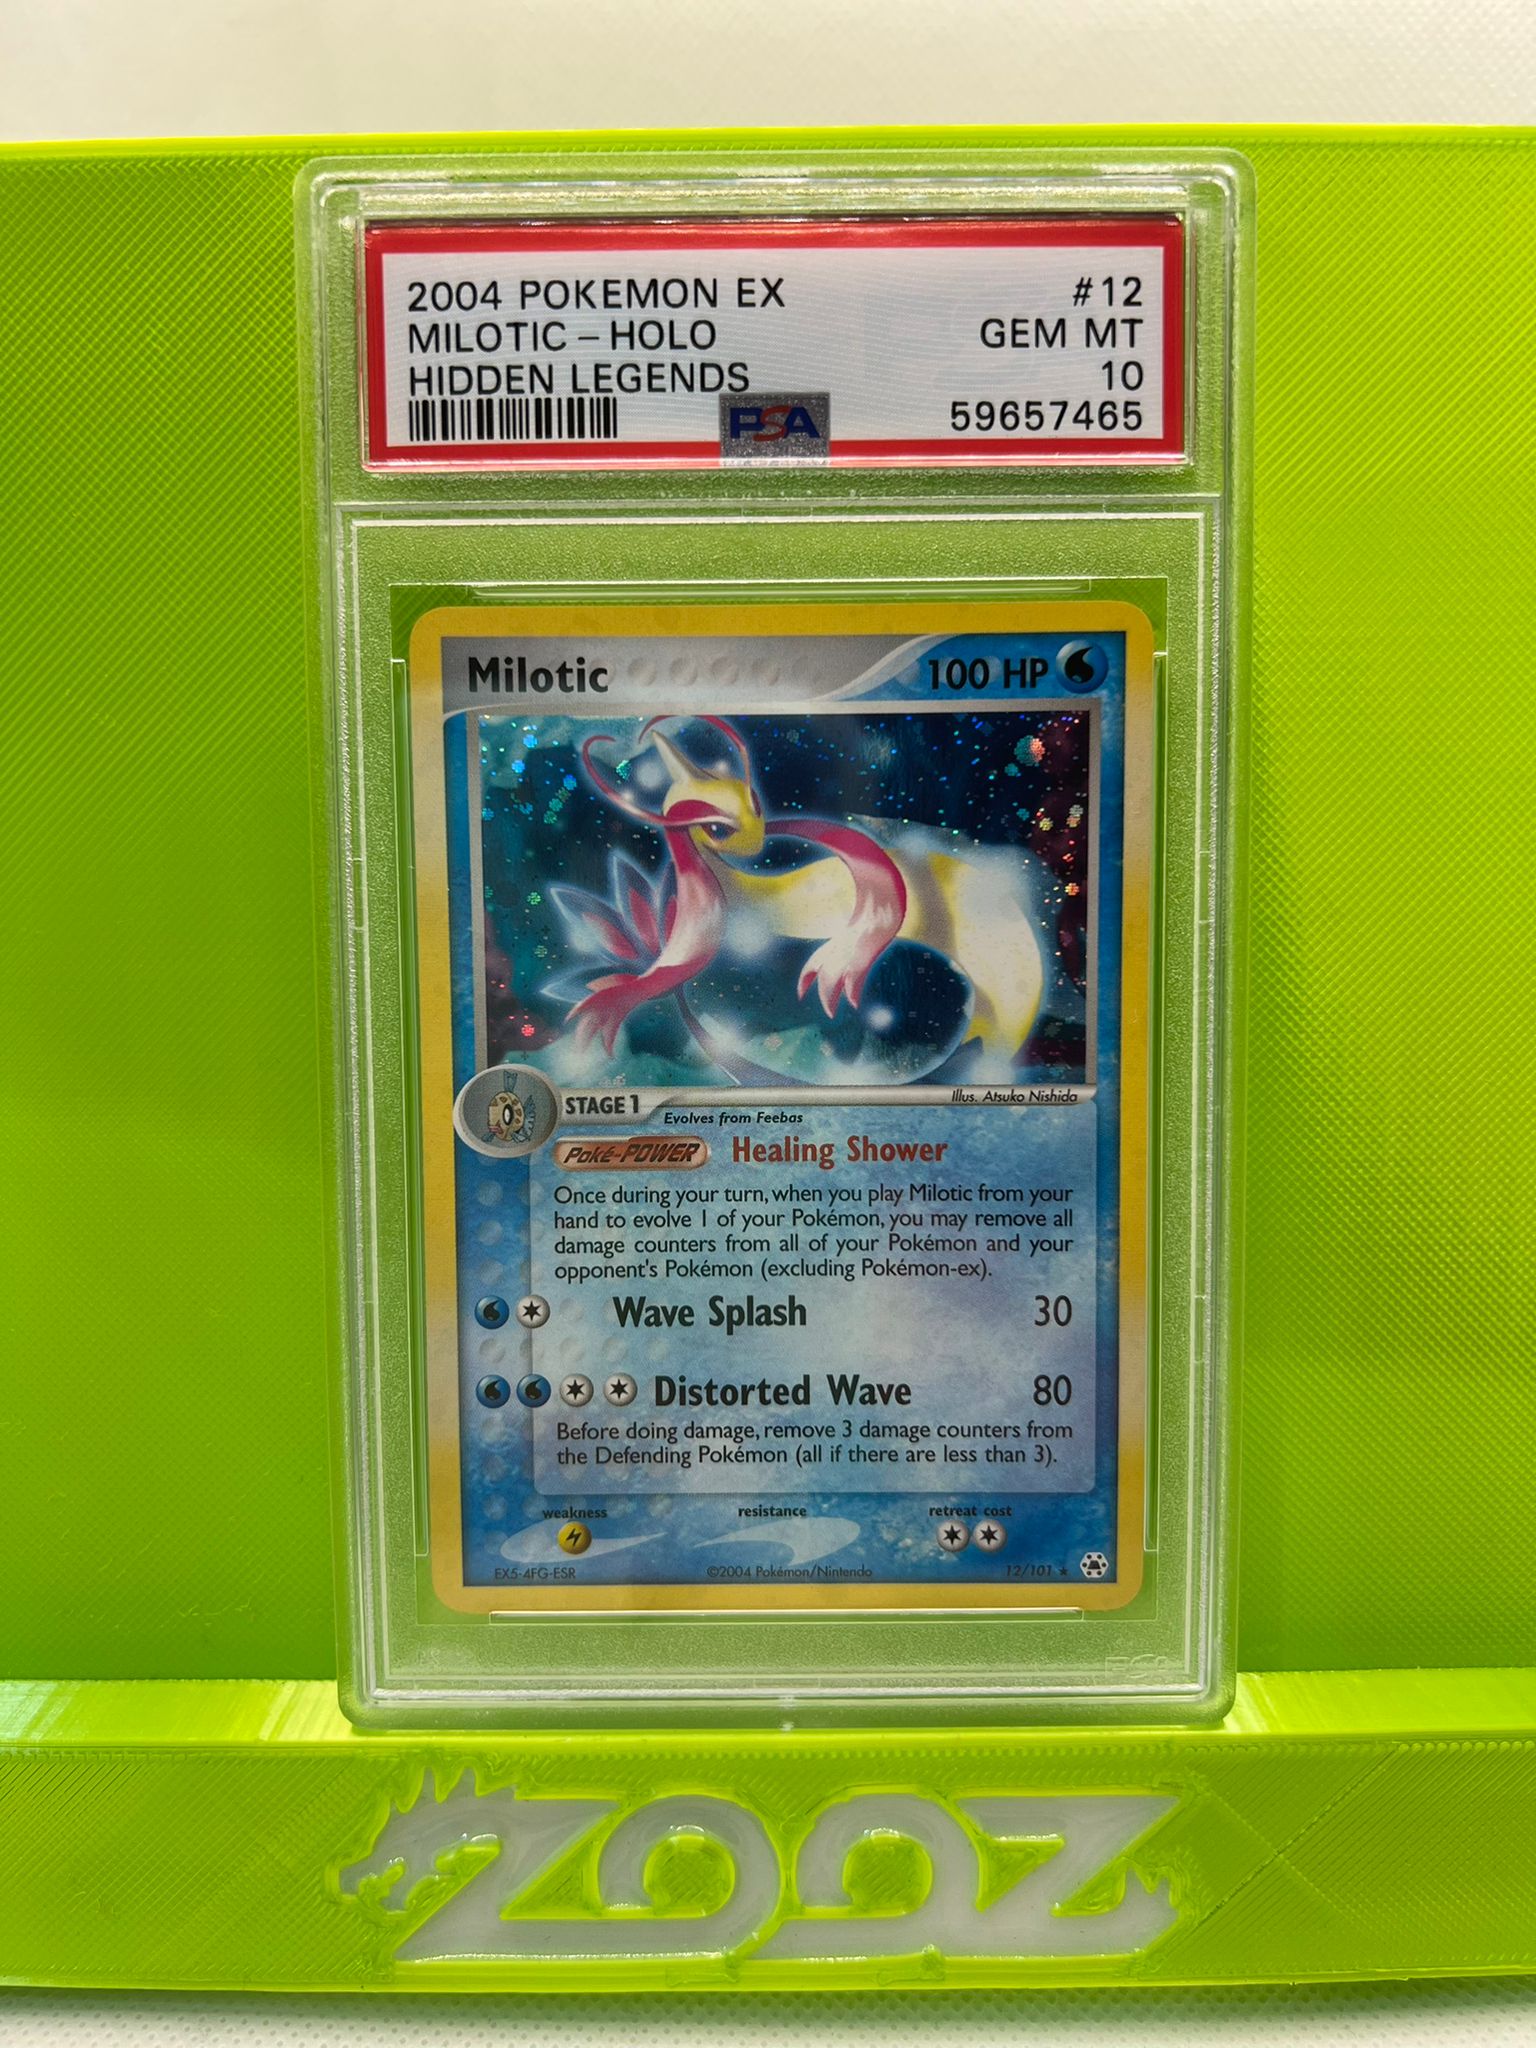 2004 POKEMON EX #12
MILOTIC - HOLO GEM MT
HIDDEN LEGENDS 10
PSA 59657465
Milotic 100 HP
Illus. Atsuko Nishida
STAGE 1
Evolves from Feebas
Poké-POWER Healing Shower
Once during your turn, when you play Milotic from your
hand to evolve 1 of your Pokémon, you may remove all
damage counters from all of your Pokémon and your
opponent's Pokémon (excluding Pokémon-ex).
Wave Splash 30
Distorted Wave 80
Before doing damage, remove 3 damage counters from
the Defending Pokémon (all if there are less than 3).
weakness resistance retreat cost
EX5-4FG-ESR ©2004 Pokémon/Nintendo 12/101 ★
PSA
ZOOZ